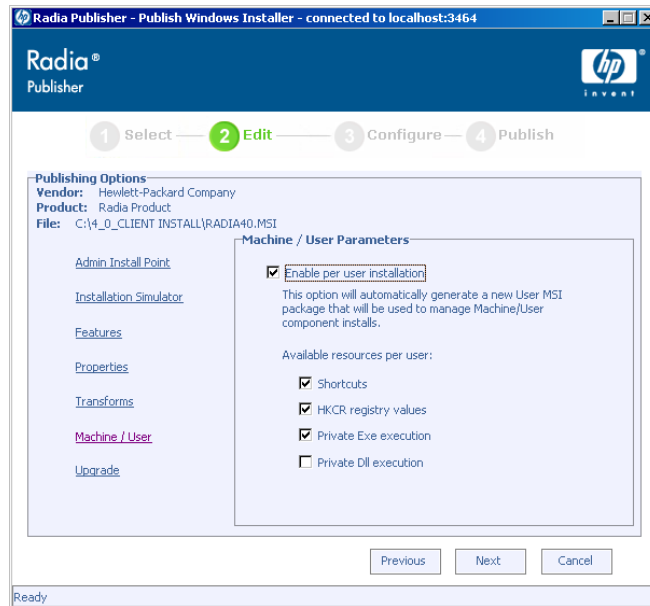 Radia Publisher - Publish Windows Installer - connected to localhost:3464
Radia®
Publisher
hp
®
invent
1 Select
2 Edit
3 Configure
4 Publish
Publishing Options
Vendor: Hewlett-Packard Company
Product: Radia Product
File: C:\4_0_CLIENT INSTALL\RADIA40.MSI
Admin Install Point
Installation Simulator
Features
Properties
Transforms
Machine / User
Upgrade
Machine / User Parameters
Enable per user installation
This option will automatically generate a new User MSI
package that will be used to manage Machine/User
component installs.
Available resources per user:
Shortcuts
HKCR registry values
Private Exe execution
Private Dll execution
Previous
Next
Cancel
Ready